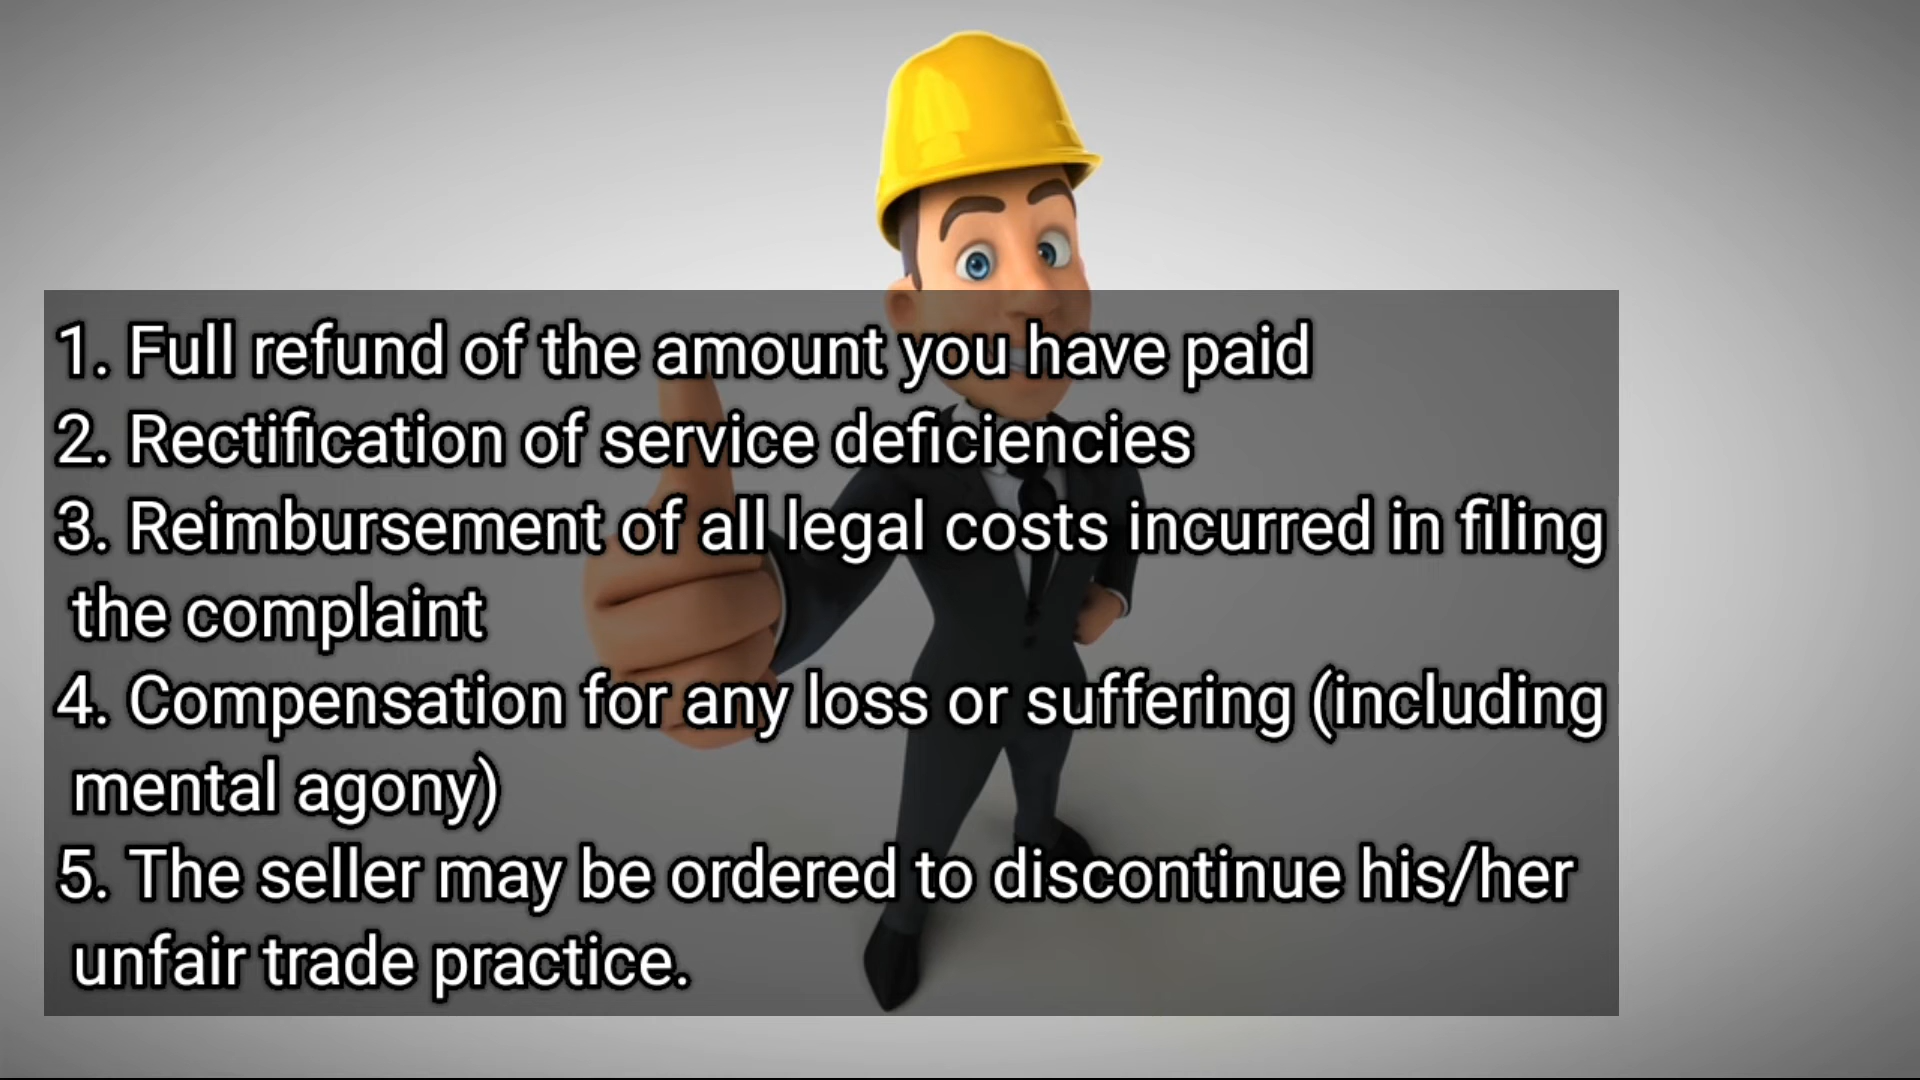 1. Full refund of the amount you have paid
2. Rectification of service deficiencies
3. Reimbursement of all legal costs incurred in filing
the complaint
4. Compensation for any loss or suffering (including
mental agony)
5. The seller may be ordered to discontinue his/her
unfair trade practice.